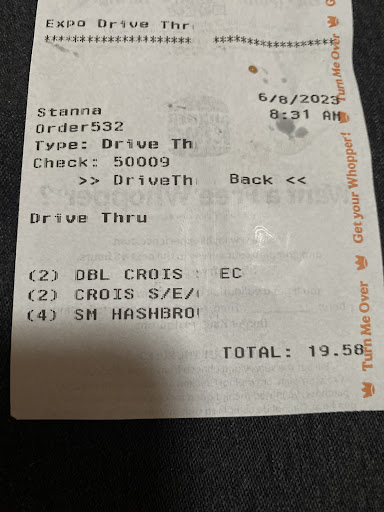 Expo Drive Thr
******************** ********************
6/8/2023
Stanna 8:31 AM
Order532
Type: Drive Th
Check: 50009
>> DriveTh Back <<
Drive Thru
(2) DBL CROIS EC
(2) CROIS S/E/
(4) SM HASHBRO
TOTAL: 19.58
Turn Me Over Get your Whopper! Turn Me Over